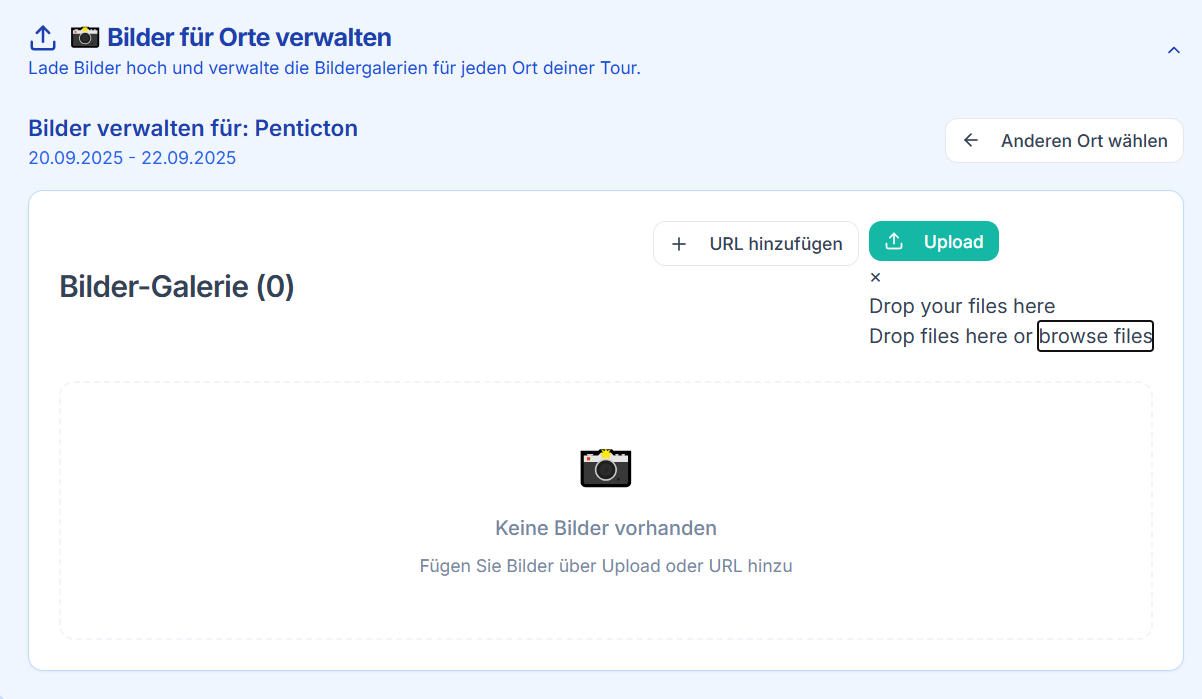 Bilder für Orte verwalten
Lade Bilder hoch und verwalte die Bildergalerien für jeden Ort deiner Tour.
Bilder verwalten für: Penticton
20.09.2025 - 22.09.2025
Anderen Ort wählen
URL hinzufügen
Upload
×
Bilder-Galerie (0)
Drop your files here
Drop files here or browse files
Keine Bilder vorhanden
Fügen Sie Bilder über Upload oder URL hinzu